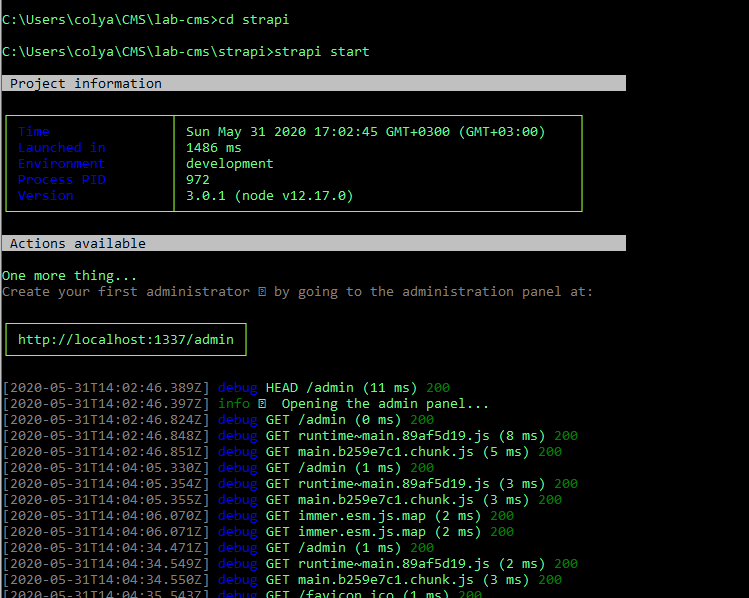 C:\Users\colya\CMS\lab-cms>cd strapi
C:\Users\colya\CMS\lab-cms\strapi>strapi start
Project information
Time Sun May 31 2020 17:02:45 GMT+0300 (GMT+03:00)
Launched in 1486 ms
Environment development
Process PID 972
Version 3.0.1 (node v12.17.0)
Actions available
One more thing...
Create your first administrator by going to the administration panel at:
http://localhost:1337/admin
[2020-05-31T14:02:46.389Z] debug HEAD /admin (11 ms) 200
[2020-05-31T14:02:46.397Z] info Opening the admin panel...
[2020-05-31T14:02:46.824Z] debug GET /admin (0 ms) 200
[2020-05-31T14:02:46.848Z] debug GET runtime~main.89af5d19.js (8 ms) 200
[2020-05-31T14:02:46.851Z] debug GET main.b259e7c1.chunk.js (5 ms) 200
[2020-05-31T14:04:05.330Z] debug GET /admin (1 ms) 200
[2020-05-31T14:04:05.354Z] debug GET runtime~main.89af5d19.js (3 ms) 200
[2020-05-31T14:04:05.355Z] debug GET main.b259e7c1.chunk.js (3 ms) 200
[2020-05-31T14:04:06.070Z] debug GET immer.esm.js.map (2 ms) 200
[2020-05-31T14:04:06.071Z] debug GET immer.esm.js.map (2 ms) 200
[2020-05-31T14:04:34.471Z] debug GET /admin (1 ms) 200
[2020-05-31T14:04:34.549Z] debug GET runtime~main.89af5d19.js (2 ms) 200
[2020-05-31T14:04:34.550Z] debug GET main.b259e7c1.chunk.js (3 ms) 200
[2020-05-31T14:04:35.543Z] debug GET /favicon.ico (1 ms) 200